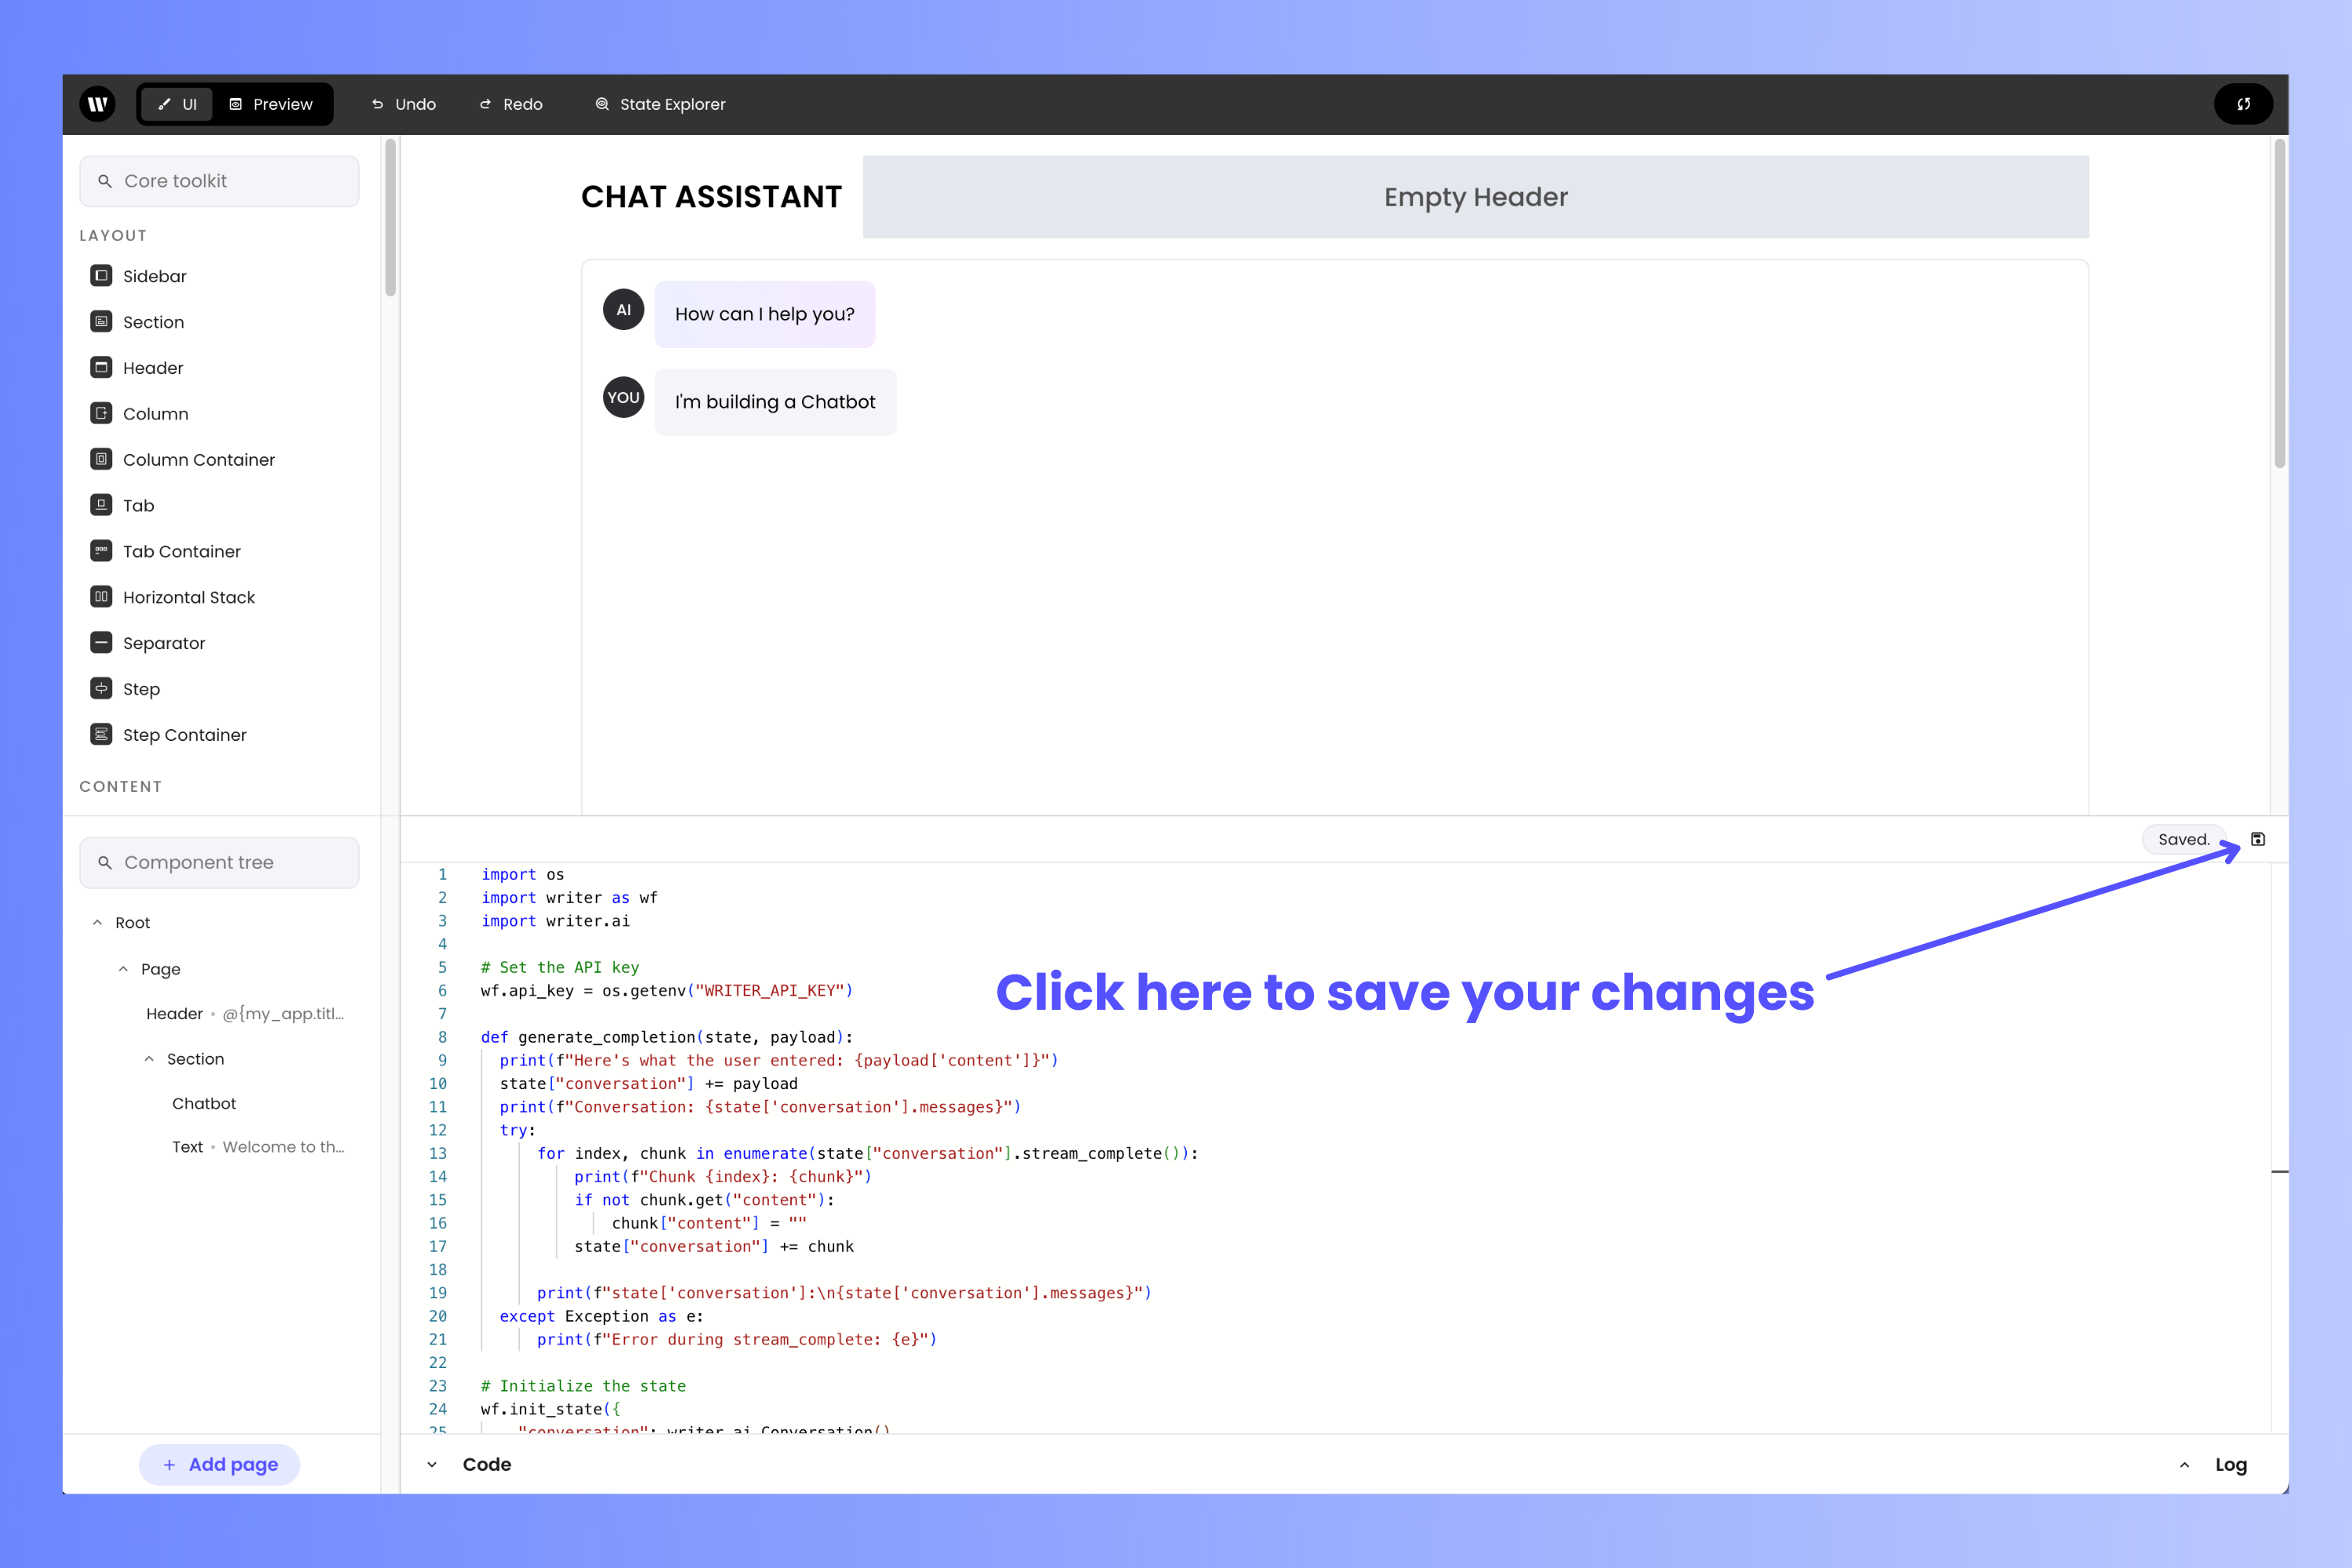 UI
Preview
Undo
Redo
State Explorer
Core toolkit
LAYOUT
Sidebar
Section
Header
Column
Column Container
Tab
Tab Container
Horizontal Stack
Separator
Step
Step Container
CONTENT
Component tree
Root
Page
Header • @{my_app.titl...
Section
Chatbot
Text • Welcome to th...
+ Add page
CHAT ASSISTANT
Empty Header
AI
How can I help you?
YOU
I'm building a Chatbot
Saved.
Click here to save your changes
1 import os
2 import writer as wf
3 import writer.ai
4
5 # Set the API key
6 wf.api_key = os.getenv("WRITER_API_KEY")
7
8 def generate_completion(state, payload):
9 print(f"Here's what the user entered: {payload['content']}")
10 state["conversation"] += payload
11 print(f"Conversation: {state['conversation'].messages}")
12 try:
13 for index, chunk in enumerate(state["conversation"].stream_complete()):
14 print(f"Chunk {index}: {chunk}")
15 if not chunk.get("content"):
16 chunk["content"] = ""
17 state["conversation"] += chunk
18
19 print(f"state['conversation']:\n{state['conversation'].messages}")
20 except Exception as e:
21 print(f"Error during stream_complete: {e}")
22
23 # Initialize the state
24 wf.init_state({
25 "conversation": writer.ai.Conversation()
Code
Log